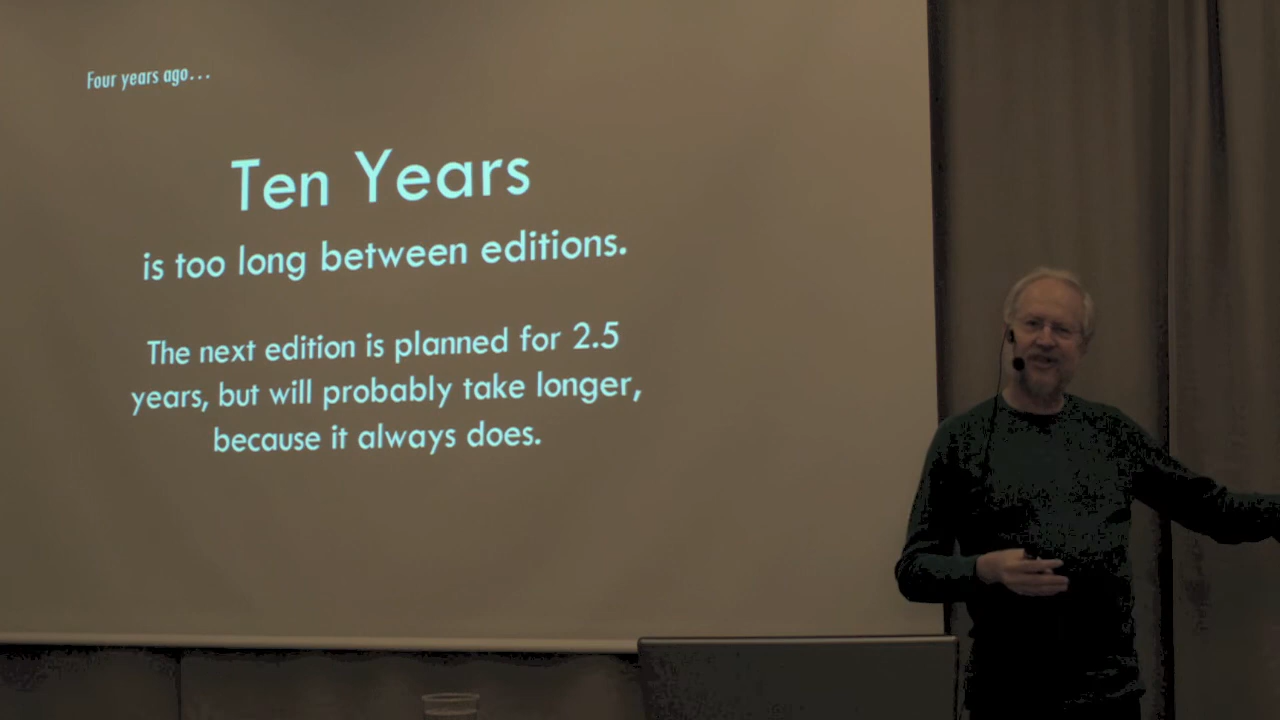 Four years ago...
Ten Years
is too long between editions.
The next edition is planned for 2.5
years, but will probably take longer,
because it always does.